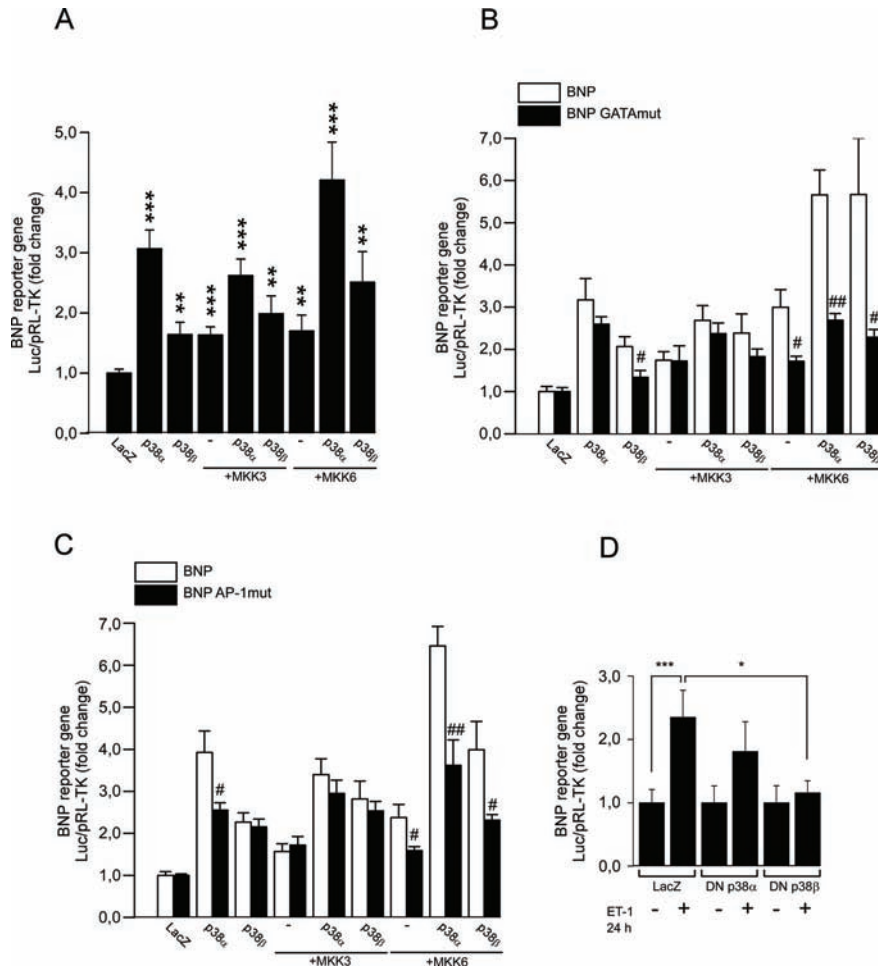 A
BNP reporter gene
Luc/pRL-TK (fold change)
5,0
4,0
3,0
2,0
1,0
0,0
***
**
***
***
**
**
***
**
LacZ p38α p38β - p38α p38β - p38α p38β
+MKK3 +MKK6
B
BNP
BNP GATAmut
BNP reporter gene
Luc/pRL-TK (fold change)
7,0
6,0
5,0
4,0
3,0
2,0
1,0
0,0
#
#
##
#
LacZ p38α p38β - p38α p38β - p38α p38β
+MKK3 +MKK6
C
BNP
BNP AP-1mut
BNP reporter gene
Luc/pRL-TK (fold change)
7,0
6,0
5,0
4,0
3,0
2,0
1,0
0,0
#
#
##
#
LacZ p38α p38β - p38α p38β - p38α p38β
+MKK3 +MKK6
D
BNP reporter gene
Luc/pRL-TK (fold change)
3,0
2,0
1,0
0,0
*** *
LacZ DN p38α DN p38β
ET-1 - + - + - +
24 h